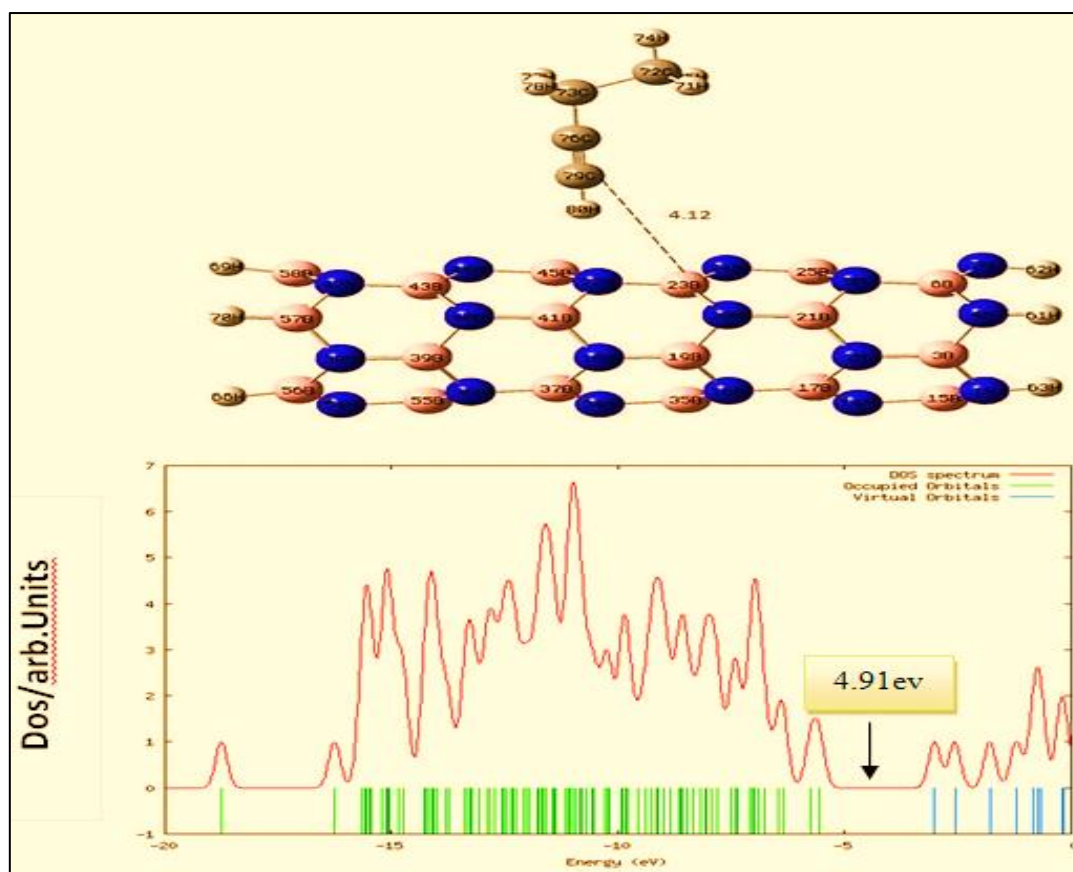 74H
72C
71H
78H 73C
76C
79C
80H
4.12
69H 58B 43B 45B 23B 25B 6B 62H
70H 57B 41B 21B 61H
39B 19B 3B
66H 56B 55B 37B 35B 17B 15B 63H
7
6
5
4
3
2
1
0
-1
Dos/arb.Units
DOS spectrum
Occupied Orbitals
Virtual Orbitals
4.91ev
-20 -15 -10 -5 0
Energy (eV)